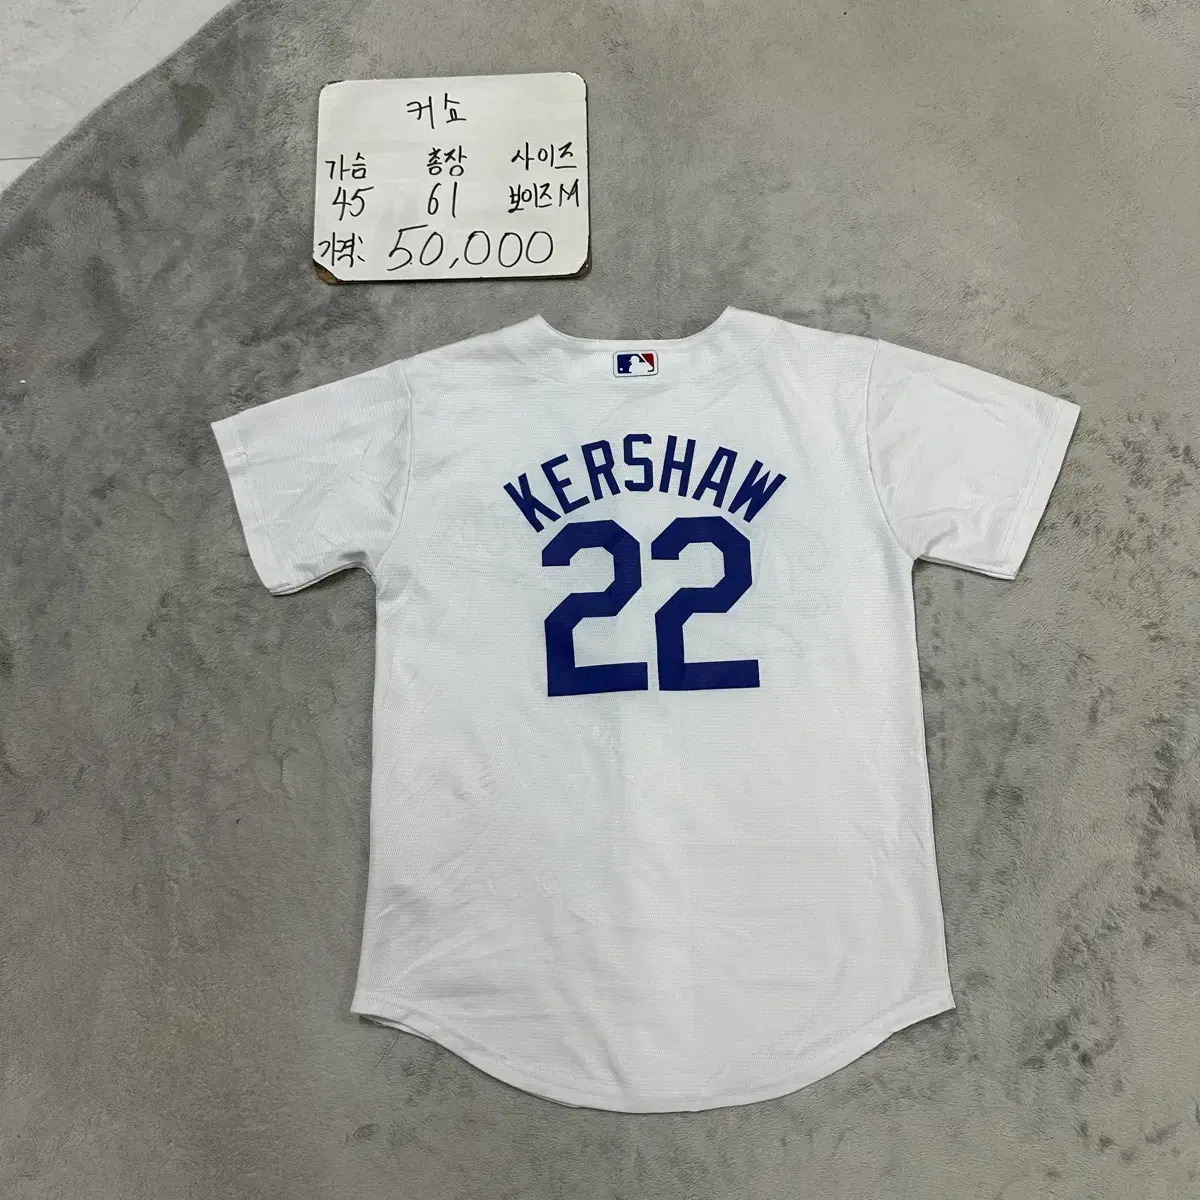 커쇼
가슴 총장 사이즈
45 61 보이즈 M
가격: 50,000
KERSHAW
22